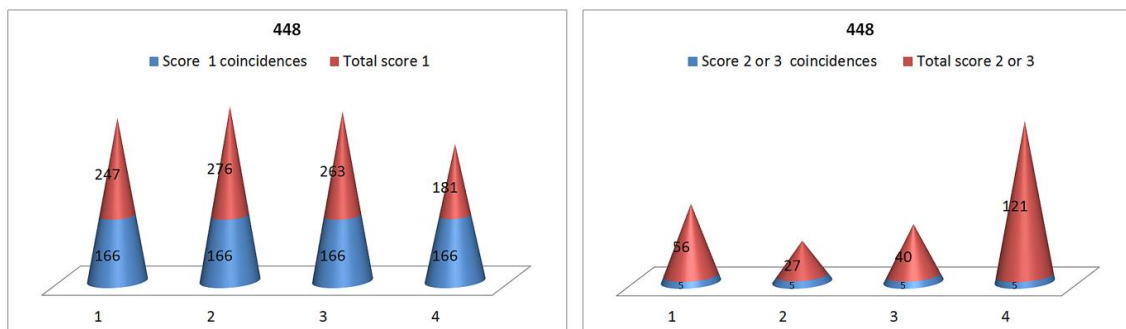 448
Score 1 coincidences Total score 1
247 276 263 181
166 166 166 166
1 2 3 4
448
Score 2 or 3 coincidences Total score 2 or 3
56 27 40 121
5 5 5 5
1 2 3 4